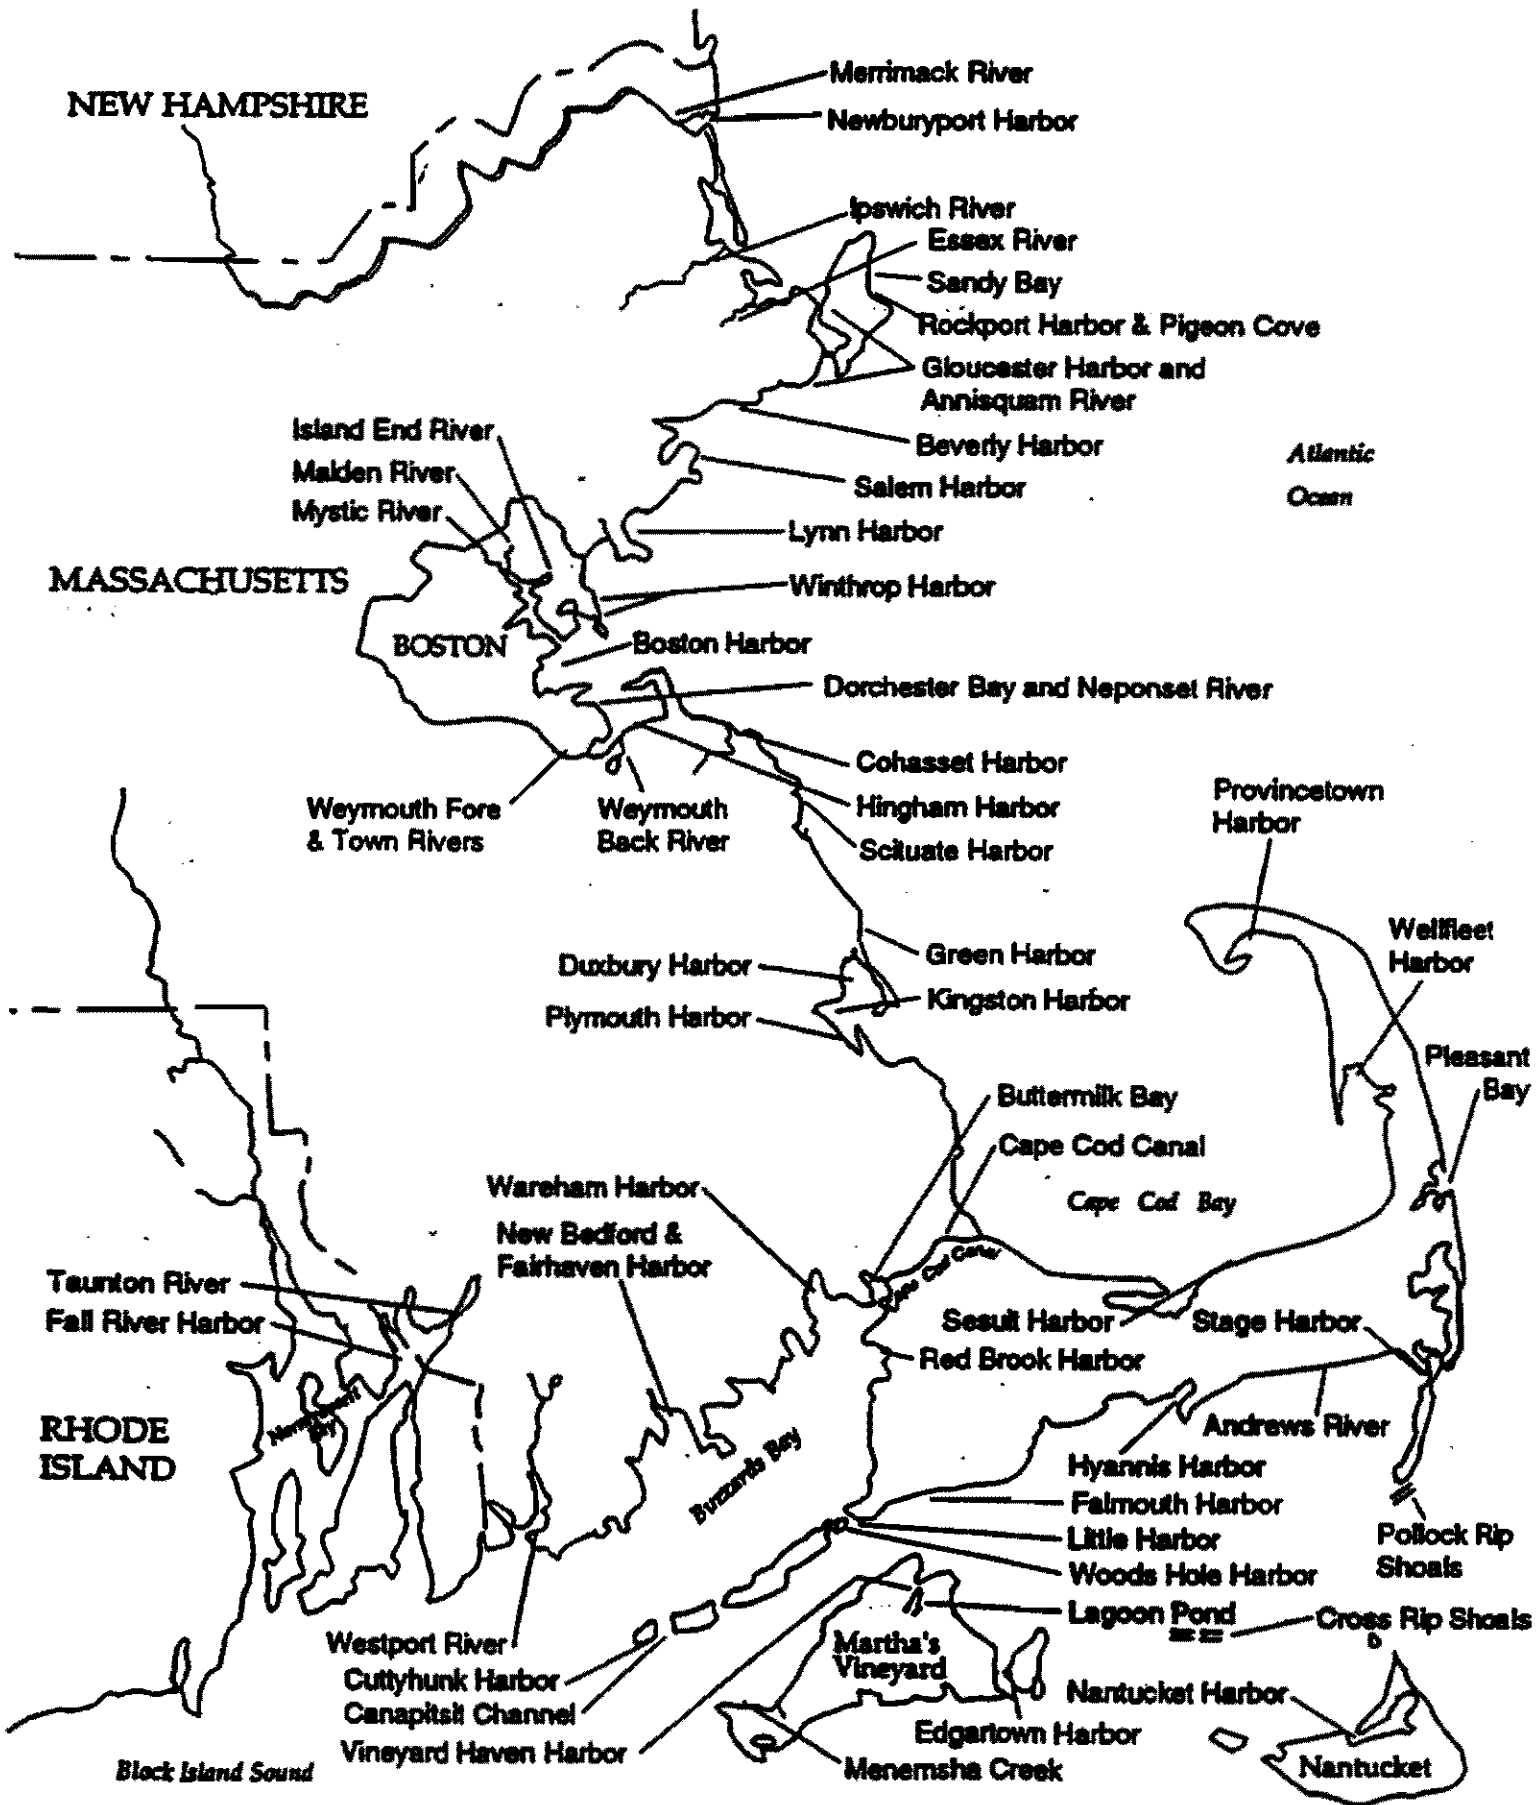 Merrimack River
NEW HAMPSHIRE
Newburyport Harbor
Ipswich River
Essex River
Sandy Bay
Rockport Harbor & Pigeon Cove
Gloucester Harbor and
Annisquam River
Island End River
Beverly Harbor
Atlantic
Ocean
Malden River
Salem Harbor
Mystic River
Lynn Harbor
MASSACHUSETTS
Winthrop Harbor
BOSTON
Boston Harbor
Dorchester Bay and Neponset River
Cohasset Harbor
Hingham Harbor
Scituate Harbor
Weymouth Fore
& Town Rivers
Weymouth
Back River
Provincetown
Harbor
Wellfleet
Harbor
Green Harbor
Duxbury Harbor
Kingston Harbor
Plymouth Harbor
Pleasant
Bay
Buttermilk Bay
Cape Cod Canal
Cape Cod Bay
Wareham Harbor
New Bedford &
Fairhaven Harbor
Cape Cod Canal
Taunton River
Fall River Harbor
Sesuit Harbor
Stage Harbor
Red Brook Harbor
RHODE
ISLAND
Narragansett
Bay
Buzzards Bay
Andrews River
Hyannis Harbor
Falmouth Harbor
Little Harbor
Woods Hole Harbor
Pollock Rip
Shoals
Lagoon Pond
Cross Rip Shoals
Martha's
Vineyard
Westport River
Cuttyhunk Harbor
Canapitsit Channel
Vineyard Haven Harbor
Nantucket Harbor
Edgartown Harbor
Menemsha Creek
Nantucket
Block Island Sound